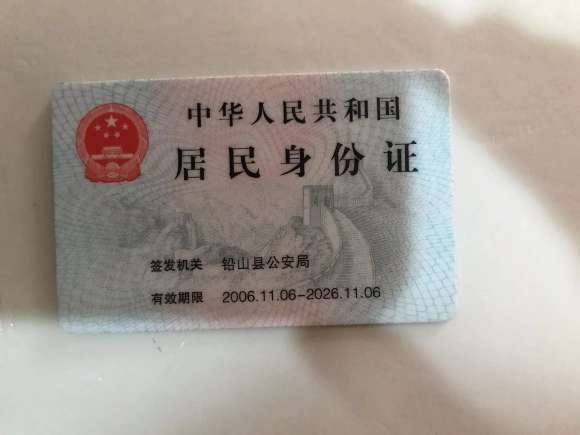 中华人民共和国
居民身份证
签发机关 铅山县公安局
有效期限 2006.11.06-2026.11.06